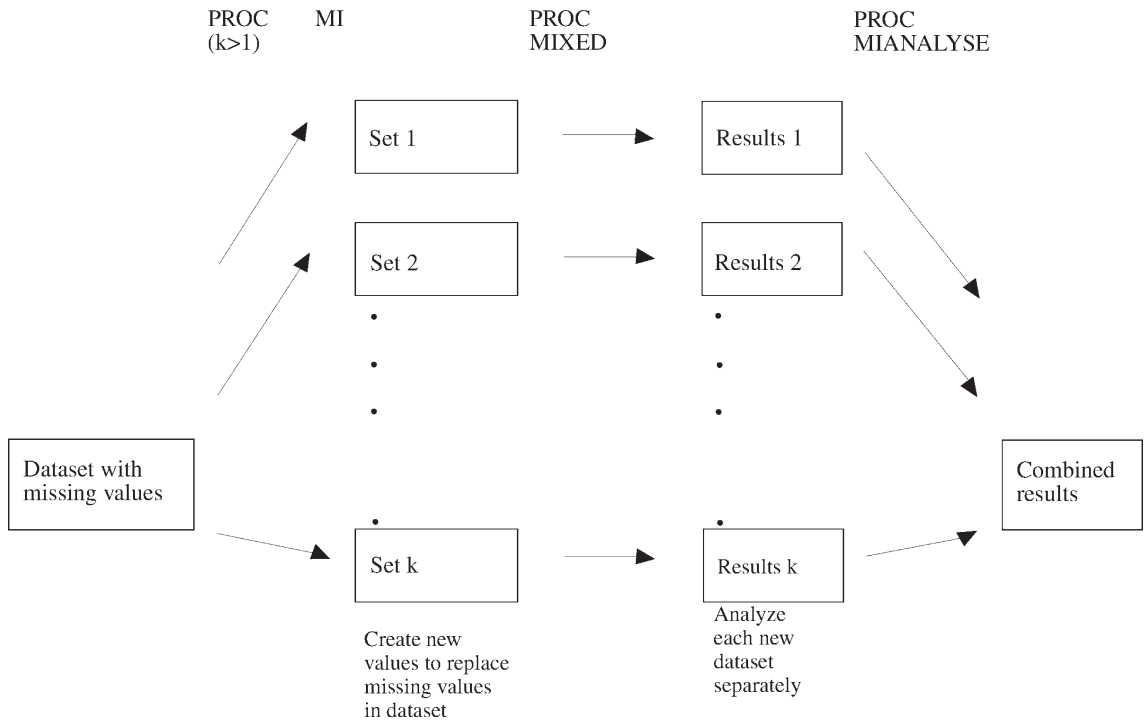 PROC MI
(k>1)
PROC
MIXED
PROC
MIANALYSE
Set 1
Results 1
Set 2
Results 2
Dataset with
missing values
Combined
results
Set k
Results k
Create new
values to replace
missing values
in dataset
Analyze
each new
dataset
separately